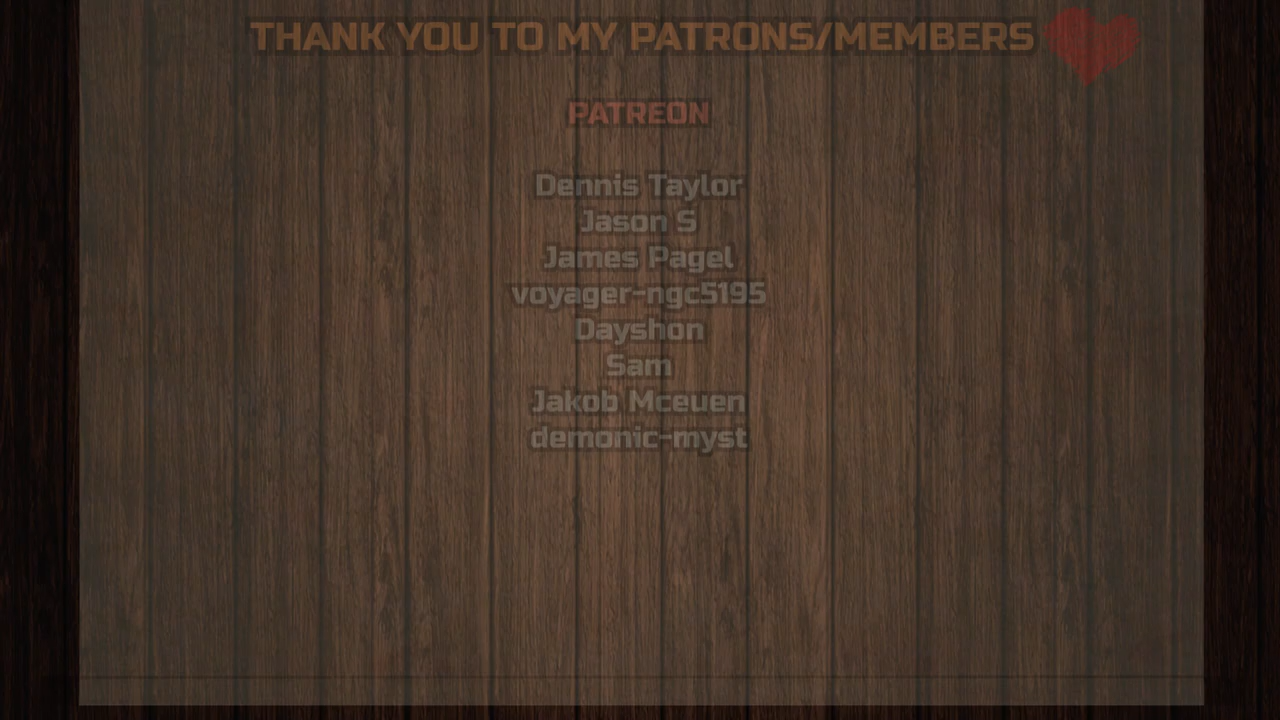 THANK YOU TO MY PATRONS/MEMBERS
PATREON
Dennis Taylor
Jason S
James Pagel
voyager-ngc5195
Dayshon
Sam
Jakob Mceuen
demonic-myst